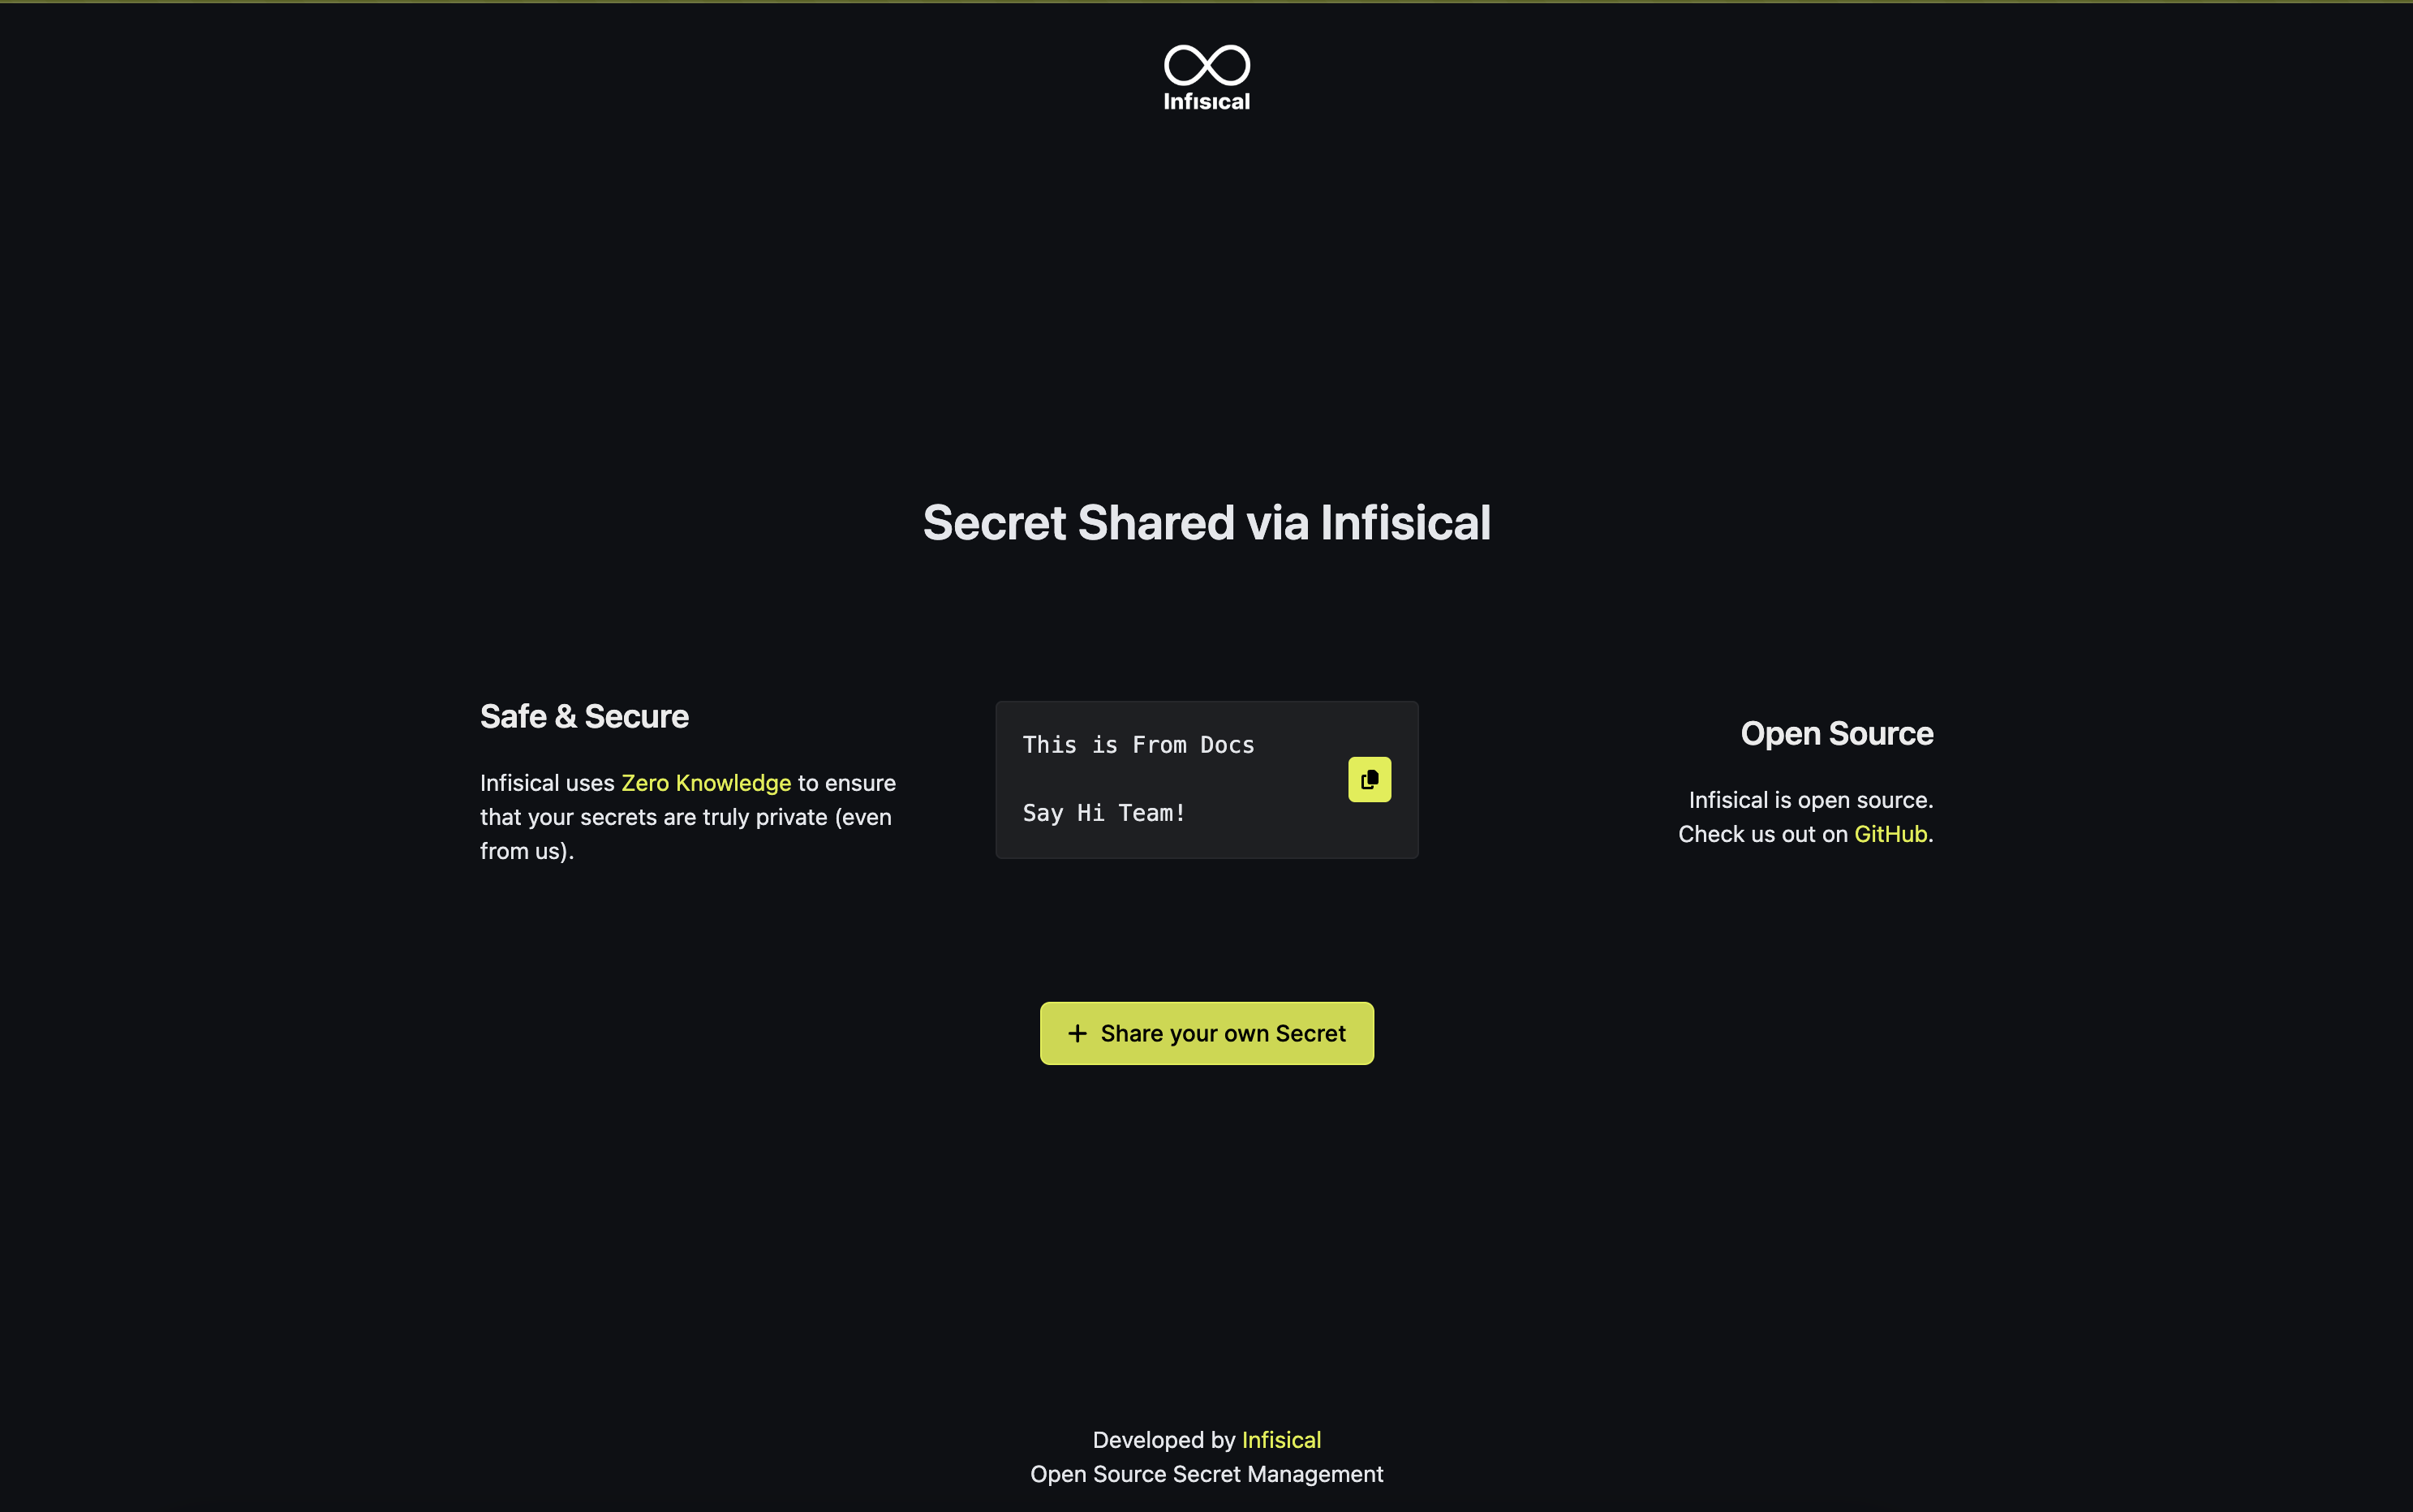 Infisical
Secret Shared via Infisical
Safe & Secure
Infisical uses Zero Knowledge to ensure
that your secrets are truly private (even
from us).
This is From Docs
Say Hi Team!
Open Source
Infisical is open source.
Check us out on GitHub.
+ Share your own Secret
Developed by Infisical
Open Source Secret Management